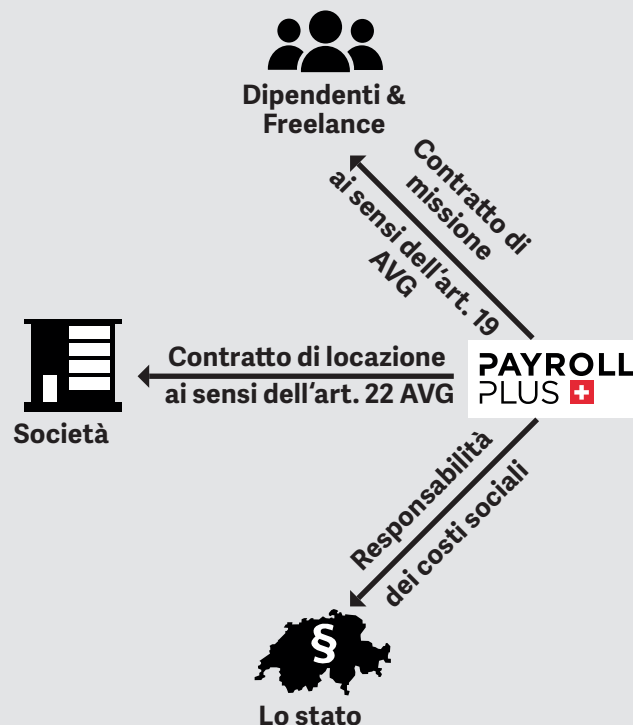 Dipendenti &
Freelance
Contratto di
missione
ai sensi dell‘art. 19
AVG
Contratto di locazione
ai sensi dell‘art. 22 AVG
PAYROLL
PLUS
Società
Responsabilità
dei costi sociali
§
Lo stato